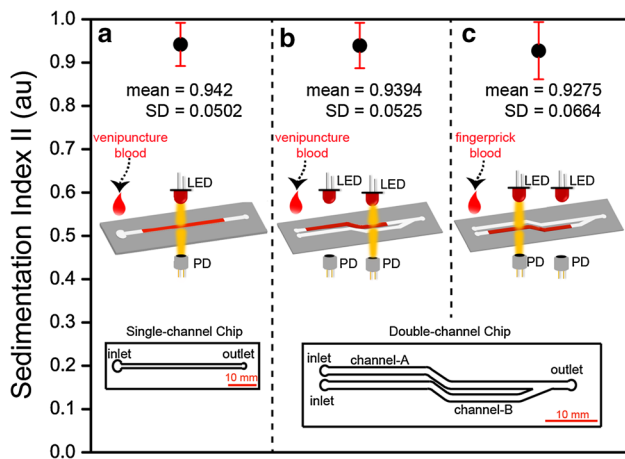 Sedimentation Index II (au)
1.0
0.9
0.8
0.7
0.6
0.5
0.4
0.3
0.2
0.1
0.0
a
mean = 0.942
SD = 0.0502
venipuncture
blood
LED
PD
Single-channel Chip
inlet
outlet
10 mm
b
mean = 0.9394
SD = 0.0525
venipuncture
blood
LED
LED
PD
PD
c
mean = 0.9275
SD = 0.0664
fingerprick
blood
LED
LED
PD
PD
Double-channel Chip
inlet
channel-A
outlet
inlet
channel-B
10 mm